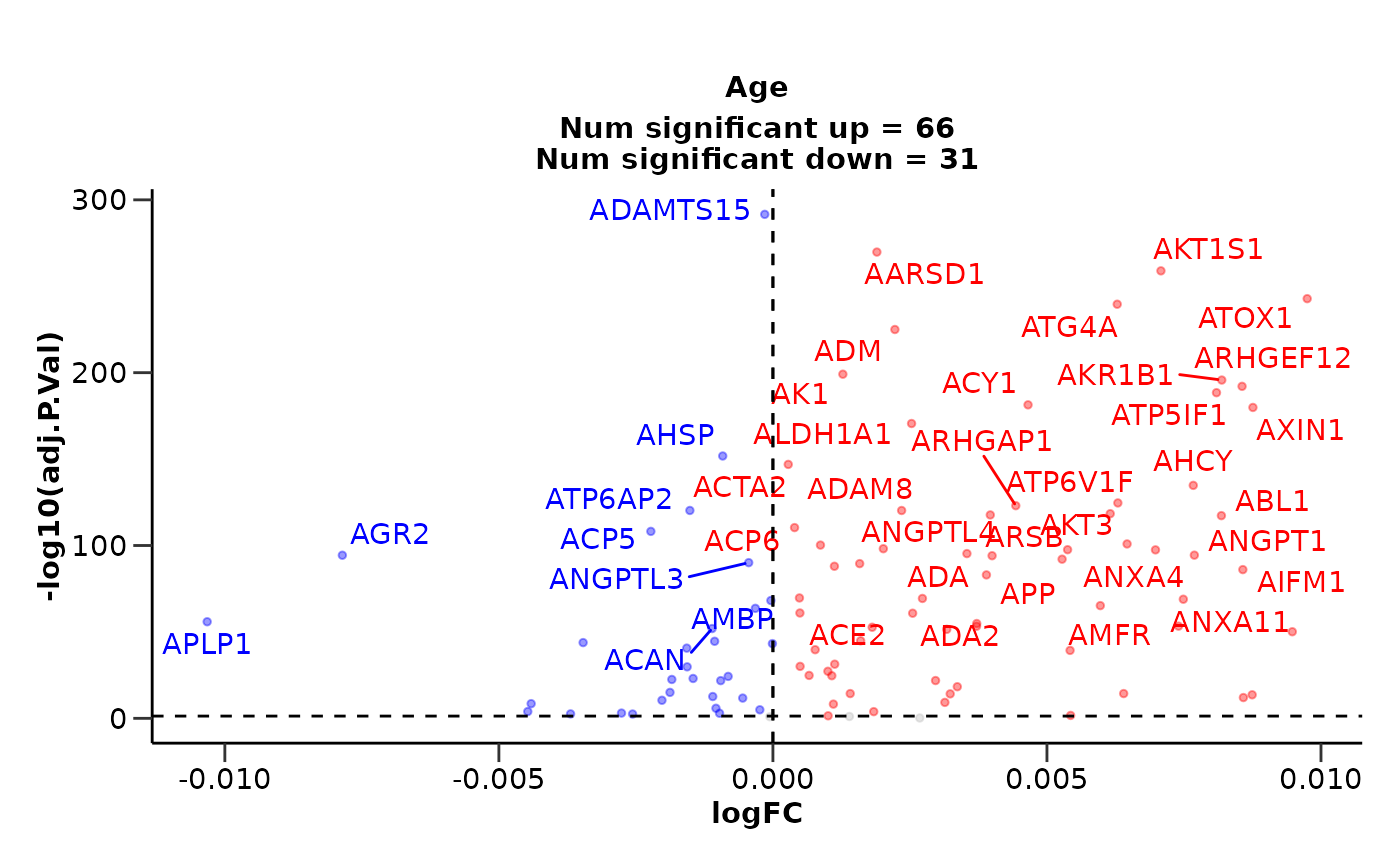 Age
Num significant up = 66
Num significant down = 31
-log10(adj.P.Val)
300
200
100
0
ADAMTS15
AKT1S1
AARSD1
ATOX1
ATG4A
ADM
ARHGEF12
AKR1B1
ACY1
AK1
ATP5IF1
AXIN1
AHSP
ALDH1A1
ARHGAP1
AHCY
ATP6V1F
ACTA2
ADAM8
ATP6AP2
ABL1
AKT3
AGR2
ANGPTL4
ARSB
ACP5
ACP6
ANGPT1
ANGPTL3
ADA
ANXA4
AIFM1
APP
AMBP
ANXA11
ACE2
ADA2
AMFR
APLP1
ACAN
-0.010
-0.005
0.000
0.005
0.010
logFC